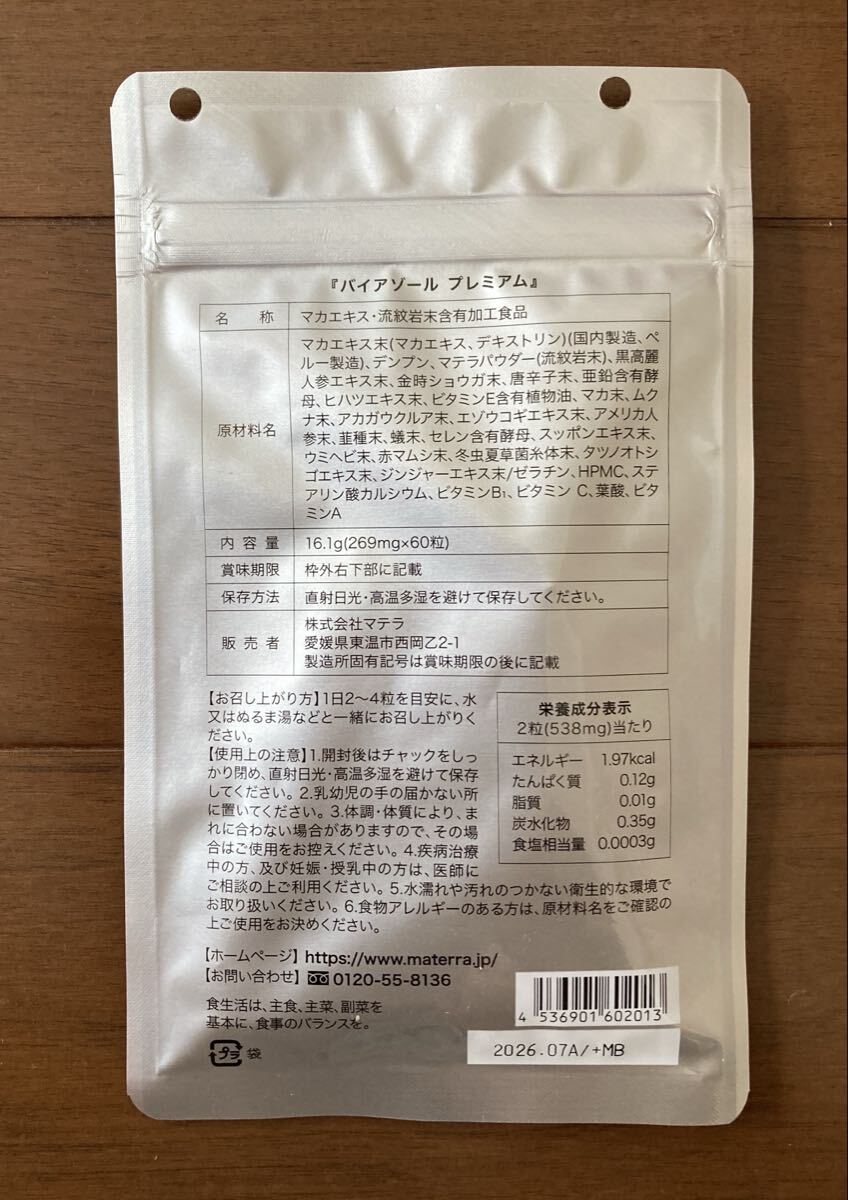 『バイアゾール プレミアム』
名 称 マカエキス・流紋岩末含有加工食品
原材料名
マカエキス末(マカエキス、デキストリン)(国内製造、ペ
ルー製造)、デンプン、マテラパウダー(流紋岩末)、黒高麗
人参エキス末、金時ショウガ末、唐辛子末、亜鉛含有酵
母、ヒハツエキス末、ビタミンE含有植物油、マカ末、ムク
ナ末、アカガウクルア末、エゾウコギエキス末、アメリカ人
参末、韮種末、蟻末、セレン含有酵母、スッポンエキス末、
ウミヘビ末、赤マムシ末、冬虫夏草菌糸体末、タツノオトシ
ゴエキス末、ジンジャーエキス末/ゼラチン、HPMC、ステ
アリン酸カルシウム、ビタミンB₁、ビタミン C、葉酸、ビタ
ミンA
内 容 量 16.1g(269mg×60粒)
賞味期限 枠外右下部に記載
保存方法 直射日光・高温多湿を避けて保存してください。
販 売 者
株式会社マテラ
愛媛県東温市西岡乙2-1
製造所固有記号は賞味期限の後に記載
【お召し上がり方】1日2〜4粒を目安に、水
又はぬるま湯などと一緒にお召し上がりくだ
さい。
【使用上の注意】1.開封後はチャックをしっ
かり閉め、直射日光・高温多湿を避けて保存
してください。2.乳幼児の手の届かない所
に置いてください。3.体調・体質により、ま
れに合わない場合がありますので、その場
合はご使用をお控えください。4.疾病治療
中の方、及び妊娠・授乳中の方は、医師に
ご相談の上ご利用ください。5.水濡れや汚れのつかない衛生的な環境で
お取り扱いください。6.食物アレルギーのある方は、原材料名をご確認の
上ご使用をお決めください。
栄養成分表示
2粒(538mg)当たり
エネルギー 1.97kcal
たんぱく質 0.12g
脂質 0.01g
炭水化物 0.35g
食塩相当量 0.0003g
【ホームページ】https://www.materra.jp/
【お問い合わせ】0120-55-8136
食生活は、主食、主菜、副菜を
基本に、食事のバランスを。
プラ 袋
4 536901 602013
2026.07A/+MB